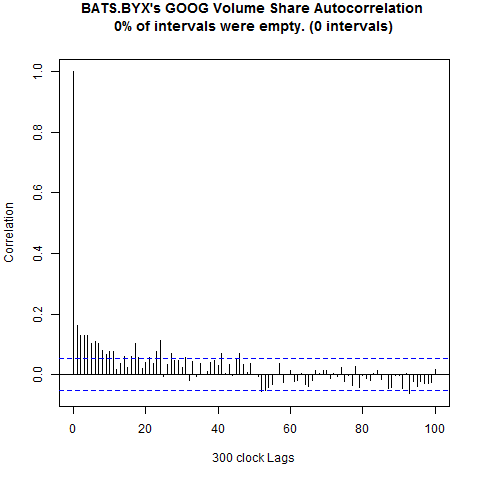 BATS.BYX's GOOG Volume Share Autocorrelation
0% of intervals were empty. (0 intervals)
Correlation
1.0
0.8
0.6
0.4
0.2
0.0
0 20 40 60 80 100
300 clock Lags